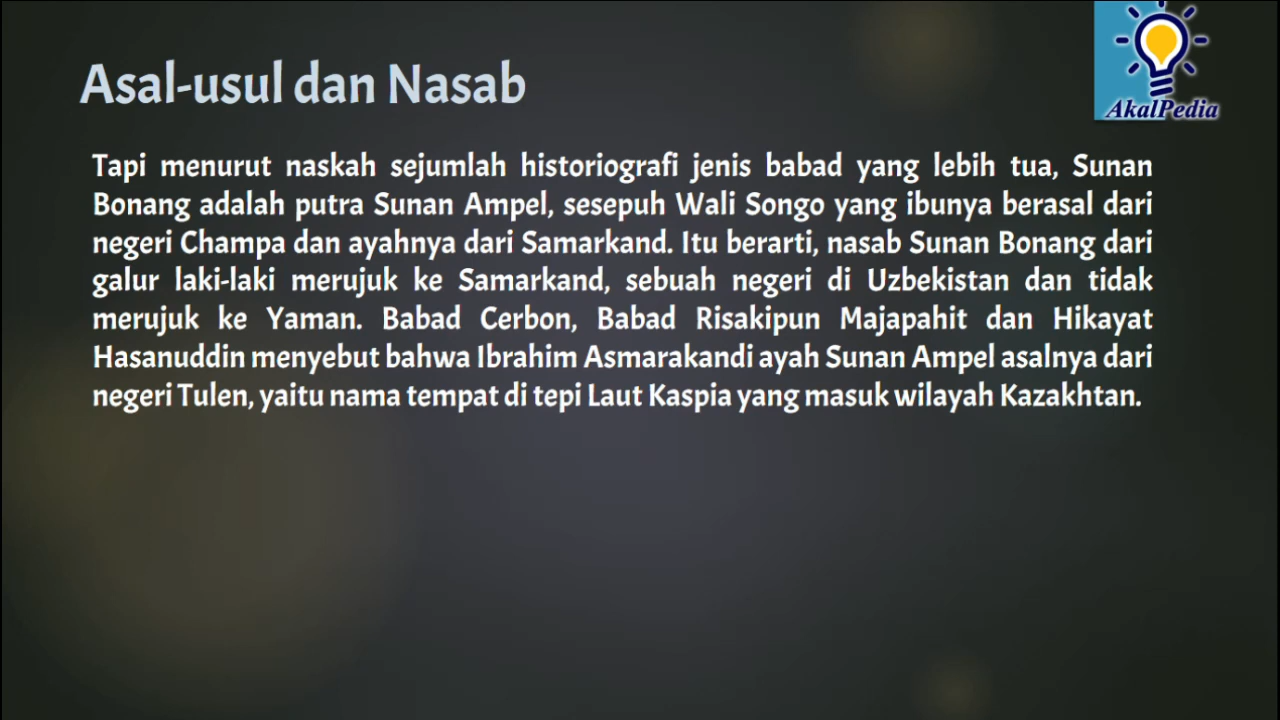 AkalPedia
Asal-usul dan Nasab
Tapi menurut naskah sejumlah historiografi jenis babad yang lebih tua, Sunan
Bonang adalah putra Sunan Ampel, sesepuh Wali Songo yang ibunya berasal dari
negeri Champa dan ayahnya dari Samarkand. Itu berarti, nasab Sunan Bonang dari
galur laki-laki merujuk ke Samarkand, sebuah negeri di Uzbekistan dan tidak
merujuk ke Yaman. Babad Cerbon, Babad Risakipun Majapahit dan Hikayat
Hasanuddin menyebut bahwa Ibrahim Asmarakandi ayah Sunan Ampel asalnya dari
negeri Tulen, yaitu nama tempat di tepi Laut Kaspia yang masuk wilayah Kazakhtan.